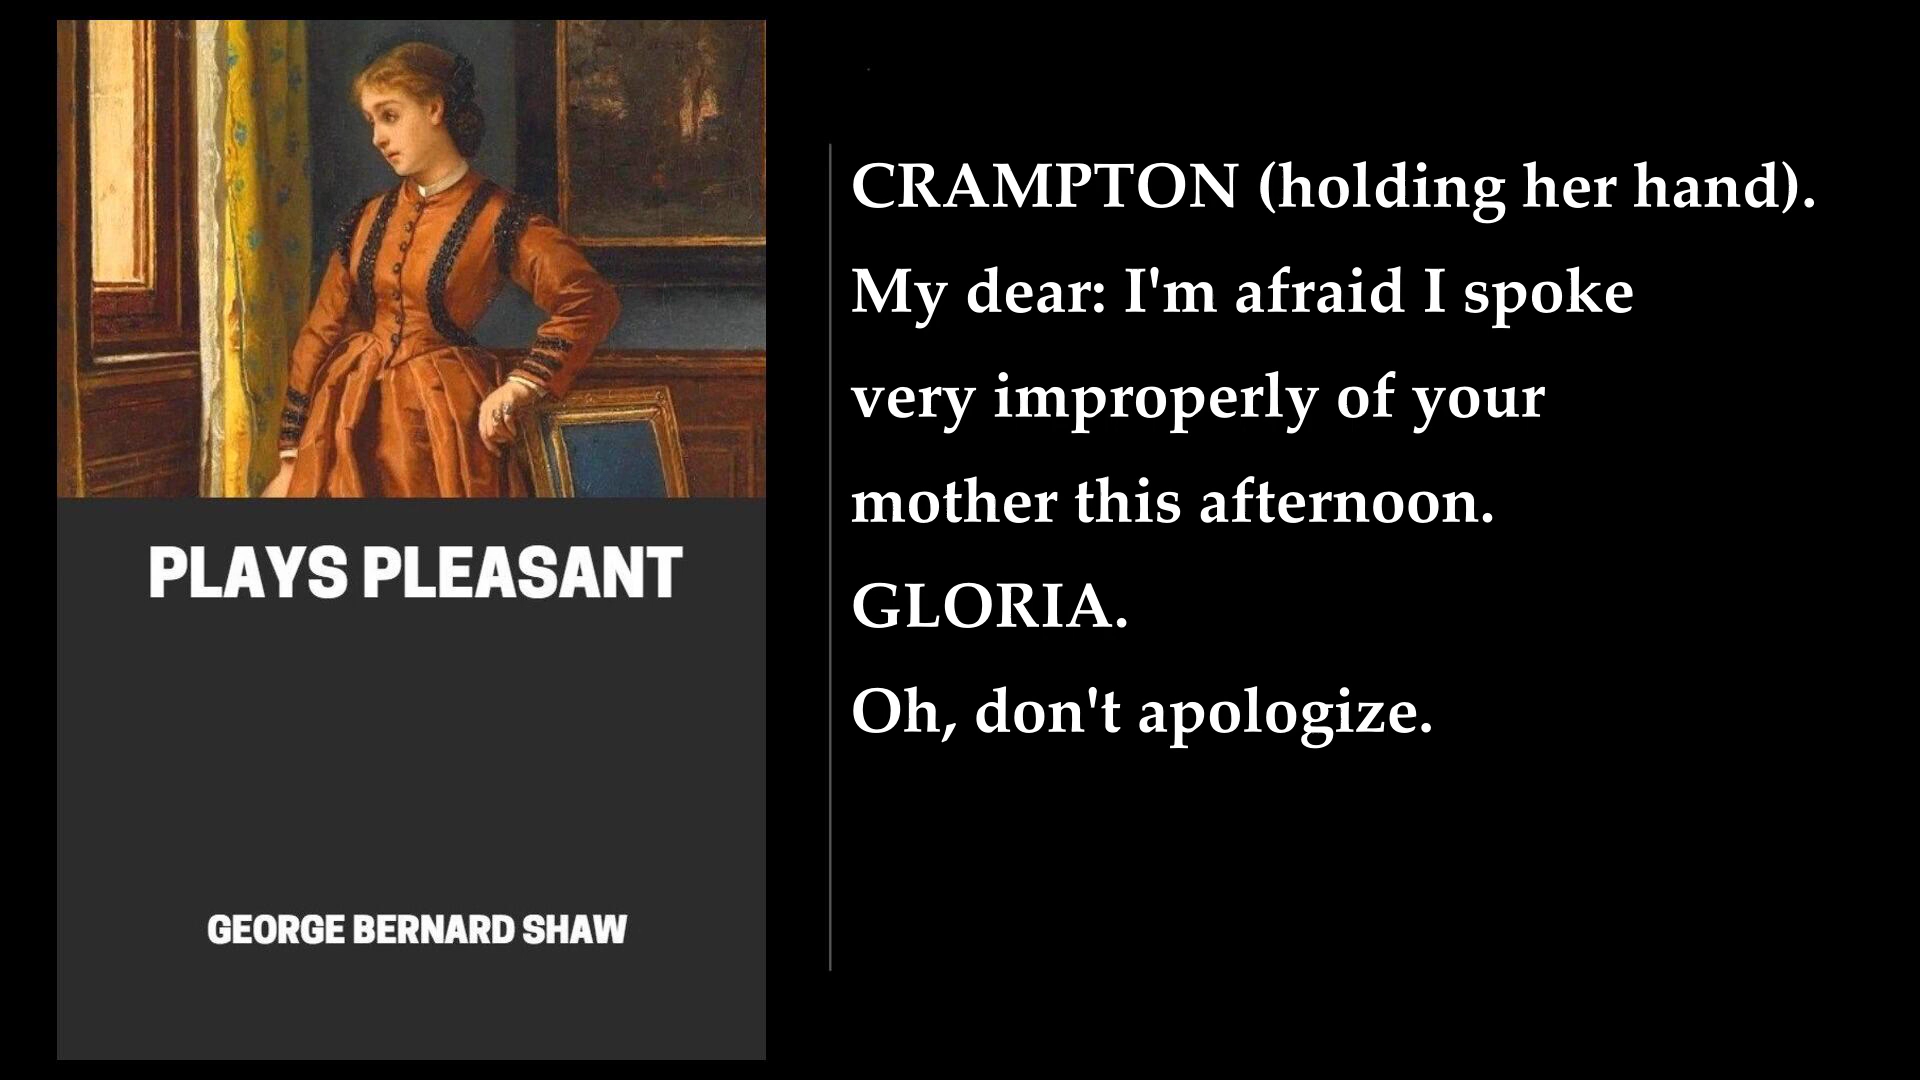 PLAYS PLEASANT
GEORGE BERNARD SHAW
CRAMPTON (holding her hand).
My dear: I'm afraid I spoke
very improperly of your
mother this afternoon.
GLORIA.
Oh, don't apologize.